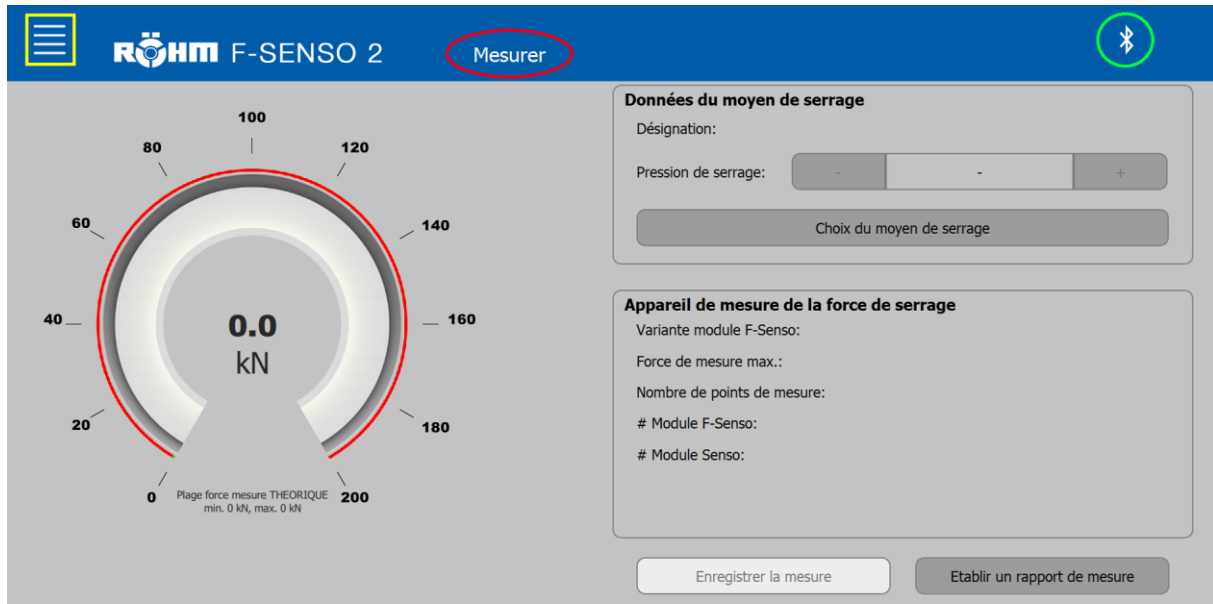 RÖHM F-SENSO 2
Mesurer
100
80
120
60
140
40
160
20
180
0
200
0.0
kN
Plage force mesure THEORIQUE
min. 0 kN, max. 0 kN
Données du moyen de serrage
Désignation:
Pression de serrage: - - +
Choix du moyen de serrage
Appareil de mesure de la force de serrage
Variante module F-Senso:
Force de mesure max.:
Nombre de points de mesure:
# Module F-Senso:
# Module Senso:
Enregistrer la mesure
Etablir un rapport de mesure